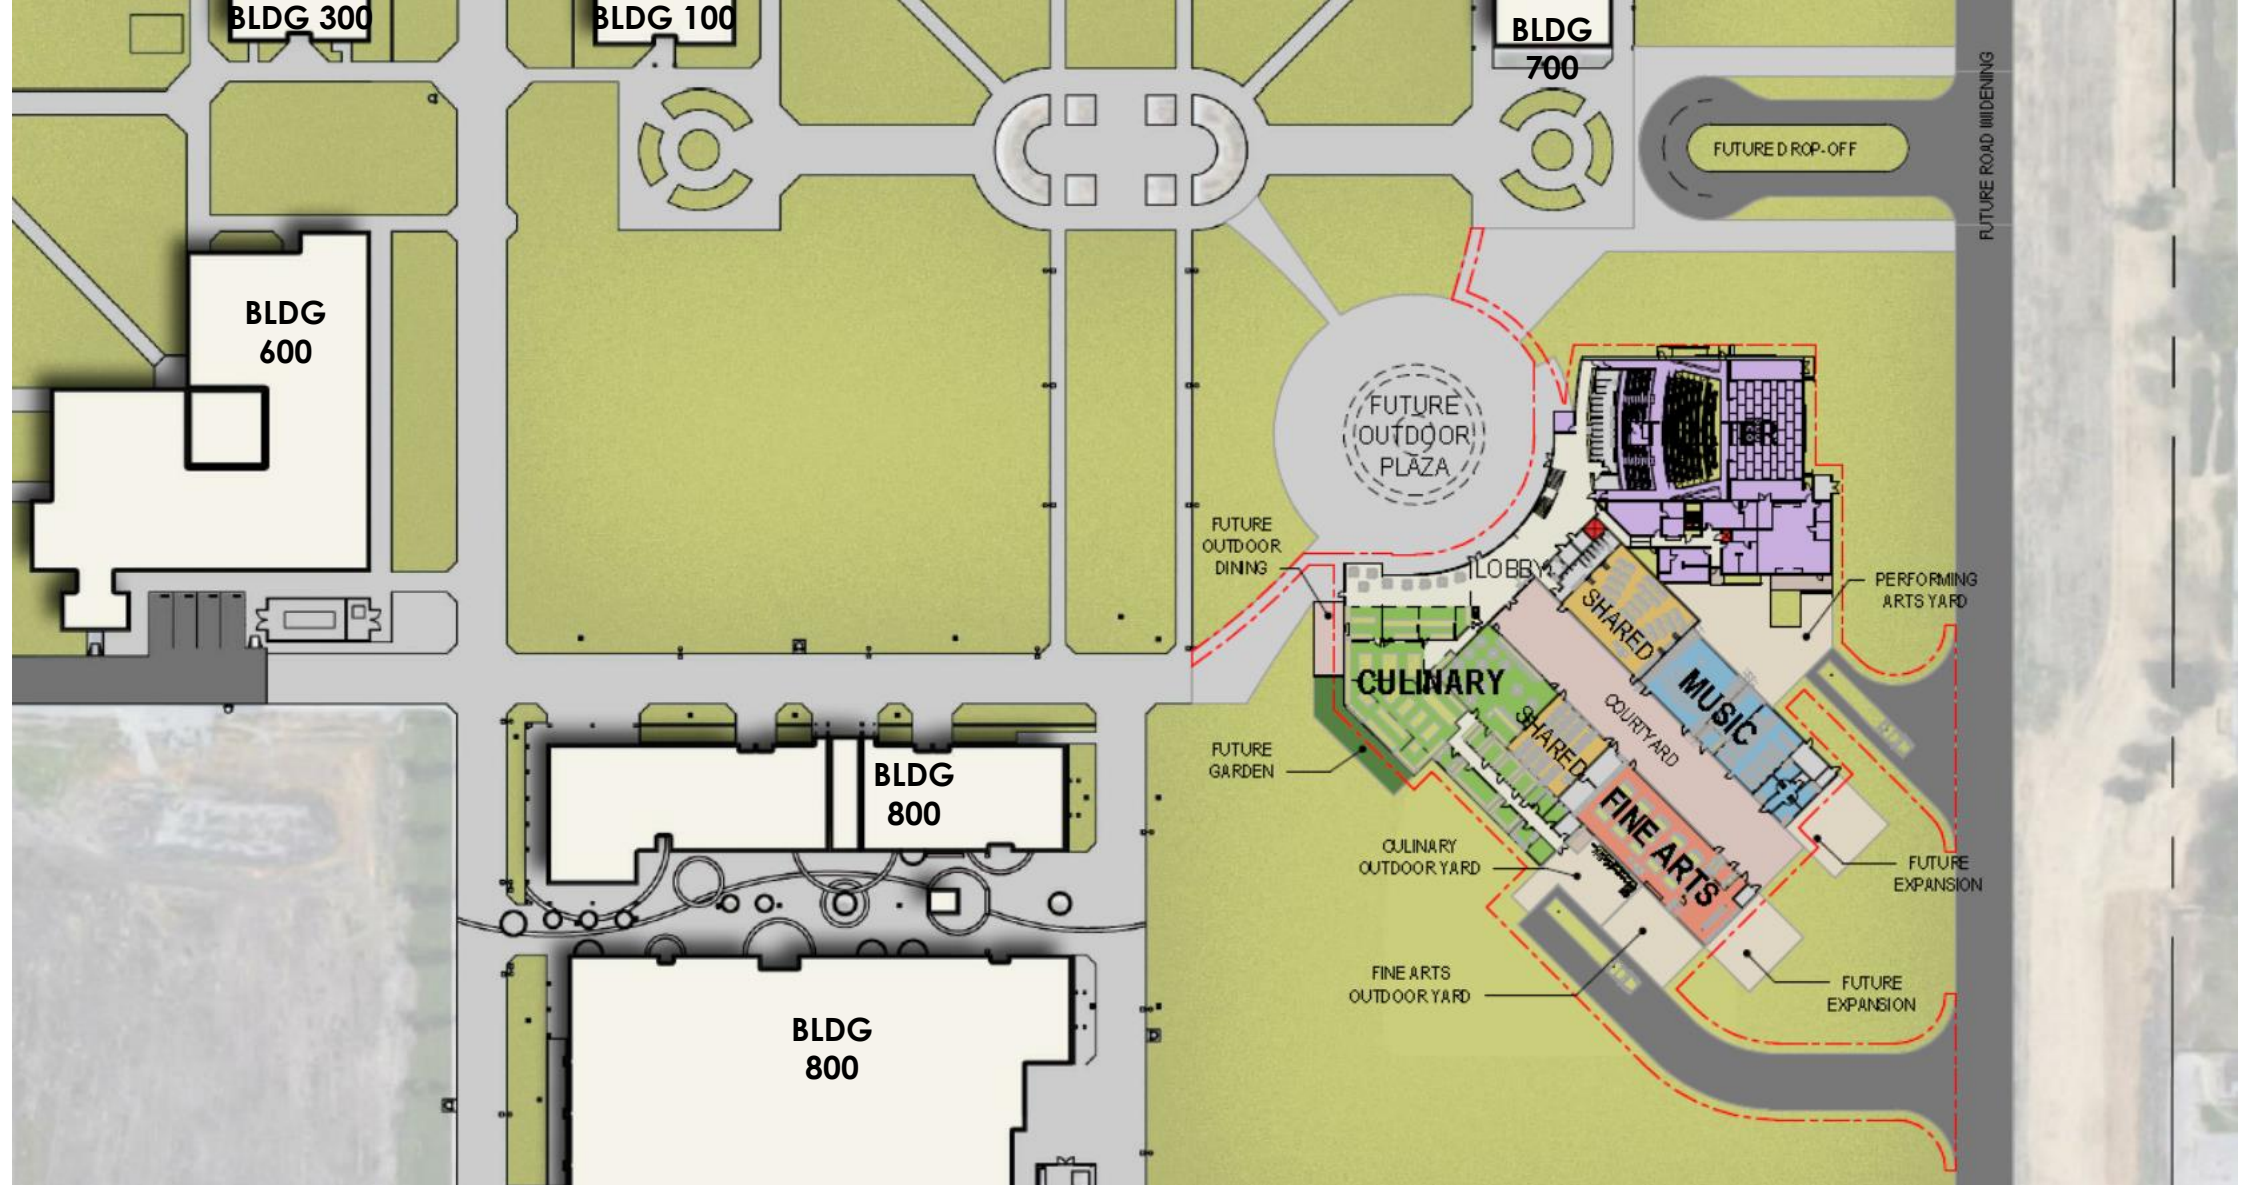 BLDG 300
BLDG 100
BLDG
700
FUTURE DROP-OFF
FUTURE ROAD WIDENING
BLDG
600
FUTURE
OUTDOOR
PLAZA
FUTURE
OUTDOOR
DINING
LOBBY
PERFORMING
ARTS YARD
SHARED
CULINARY
MUSIC
COURTYARD
SHARED
FUTURE
GARDEN
BLDG
800
FINE ARTS
CULINARY
OUTDOOR YARD
FUTURE
EXPANSION
FINE ARTS
OUTDOOR YARD
FUTURE
EXPANSION
BLDG
800